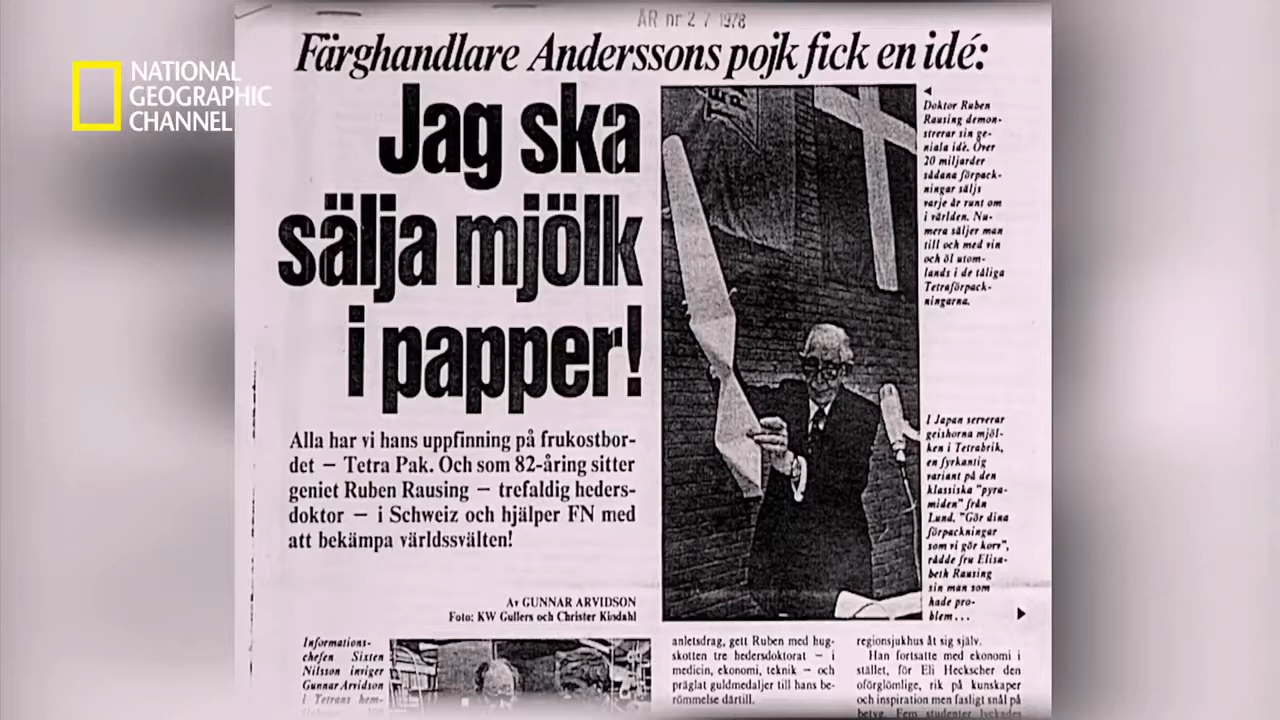 NATIONAL
GEOGRAPHIC
CHANNEL
ÅR nr 2 7 1978
Färghandlare Anderssons pojk fick en idé:
Jag ska
sälja mjölk
i papper!
Alla har vi hans uppfinning på frukostbor-
det – Tetra Pak. Och som 82-åring sitter
geniet Ruben Rausing – trefaldig heders-
doktor – i Schweiz och hjälper FN med
att bekämpa världssvälten!
Av GUNNAR ARVIDSON
Foto: KW Gullers och Christer Kindahl
Doktor Ruben
Rausing demon-
strerar sin ge-
niala idé. Över
20 miljarder
sådana förpack-
ningar säljs
varje år runt om
i världen. Nu-
mera säljer man
till och med vin
och öl utom-
lands i de tåliga
Tetraförpack-
ningarna.
I Japan serverar
geishorna mjöl-
ken i Tetrabrik,
en fyrkantig
variant på den
klassiska "pyra-
miden" från
Lund. "Gör dina
förpackningar
som vi gör korv",
rådde fru Elisa-
beth Rausing
sin man som
hade pro-
blem...
Informations-
chefen Sixten
Nilsson inviger
Gunnar Arvidson
i Tetrans hem-
anletsdrag, gett Ruben med hug-
skotten tre hedersdoktorat – i
medicin, ekonomi, teknik – och
präglat guldmedaljer till hans be-
römmelse därtill.
regionsjukhus åt sig själv.
Han fortsatte med ekonomi i
stället, för Eli Heckscher den
oförglömlige, rik på kunskaper
och inspiration men fasligt snål på
betyg. Fem studenter lyckades